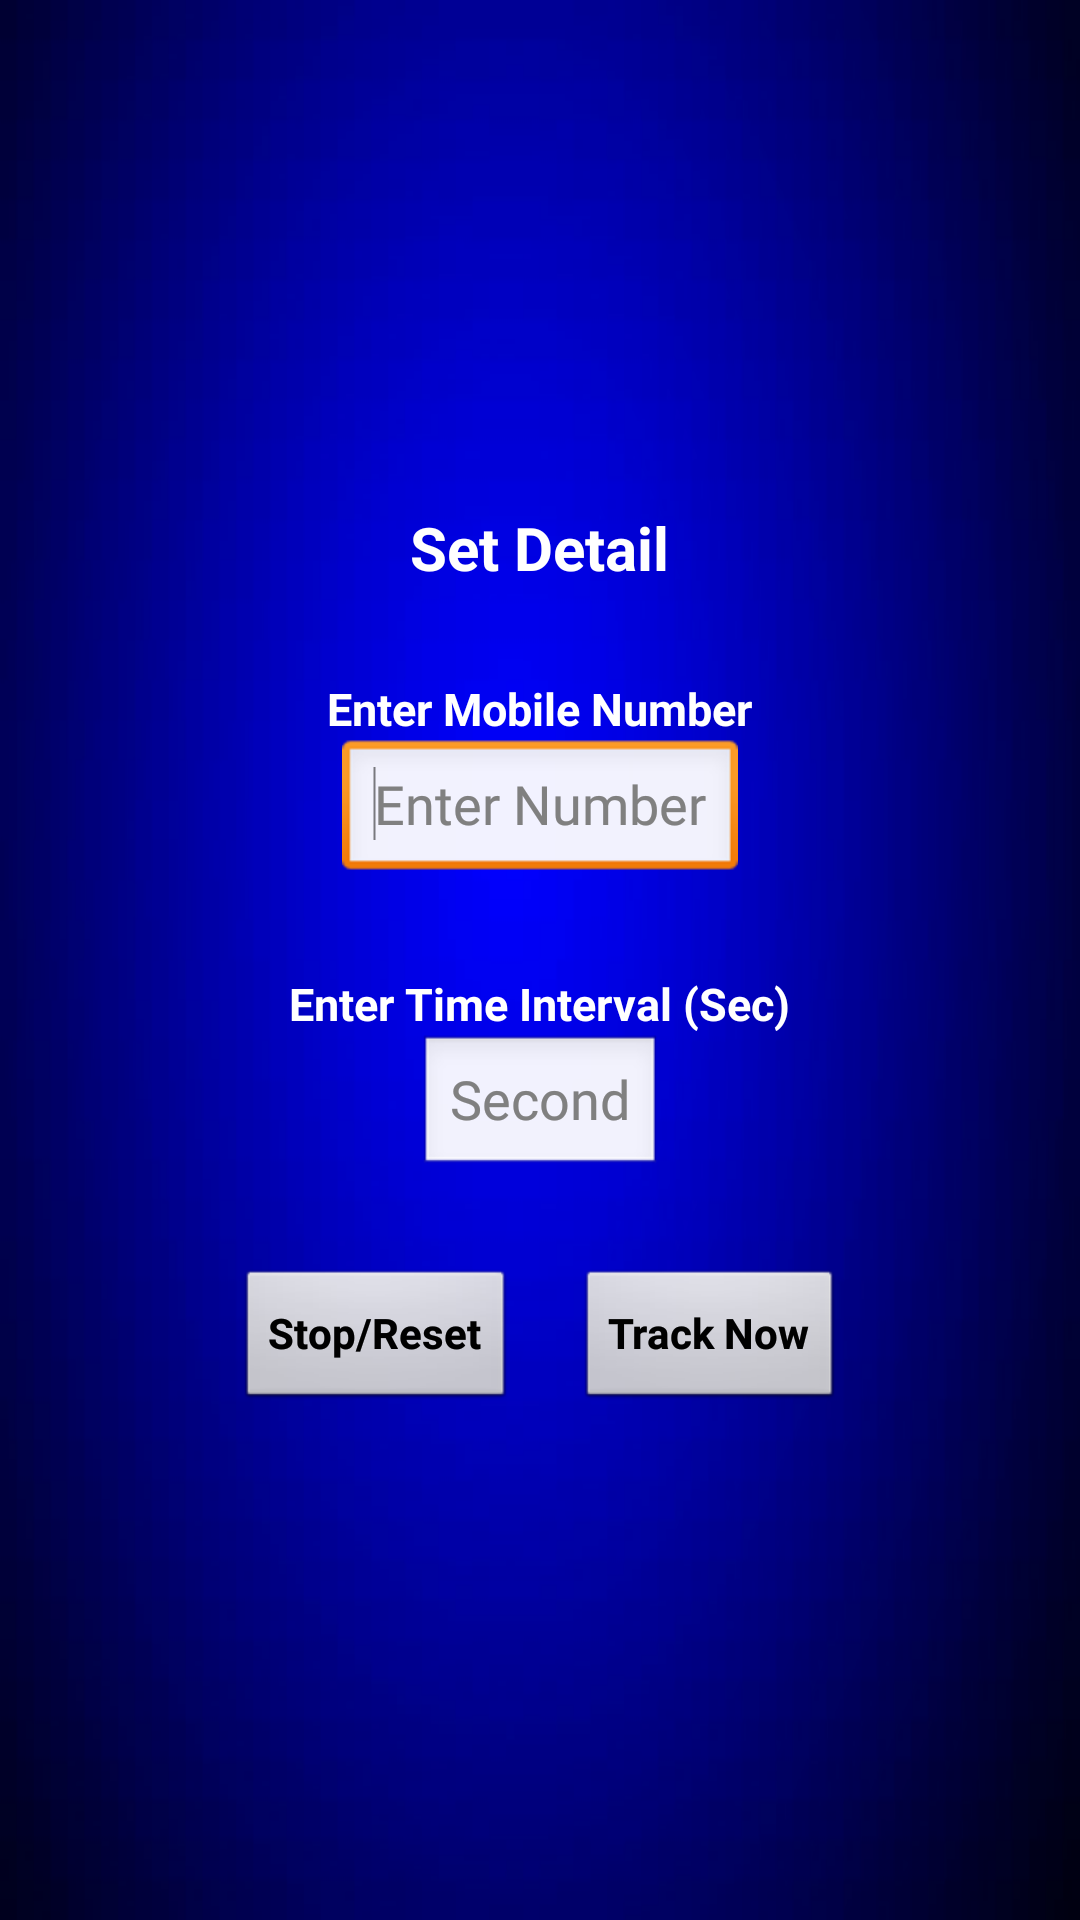 Set Detail
Enter Mobile Number
Enter Number
Enter Time Interval (Sec)
Second
Stop/Reset
Track Now